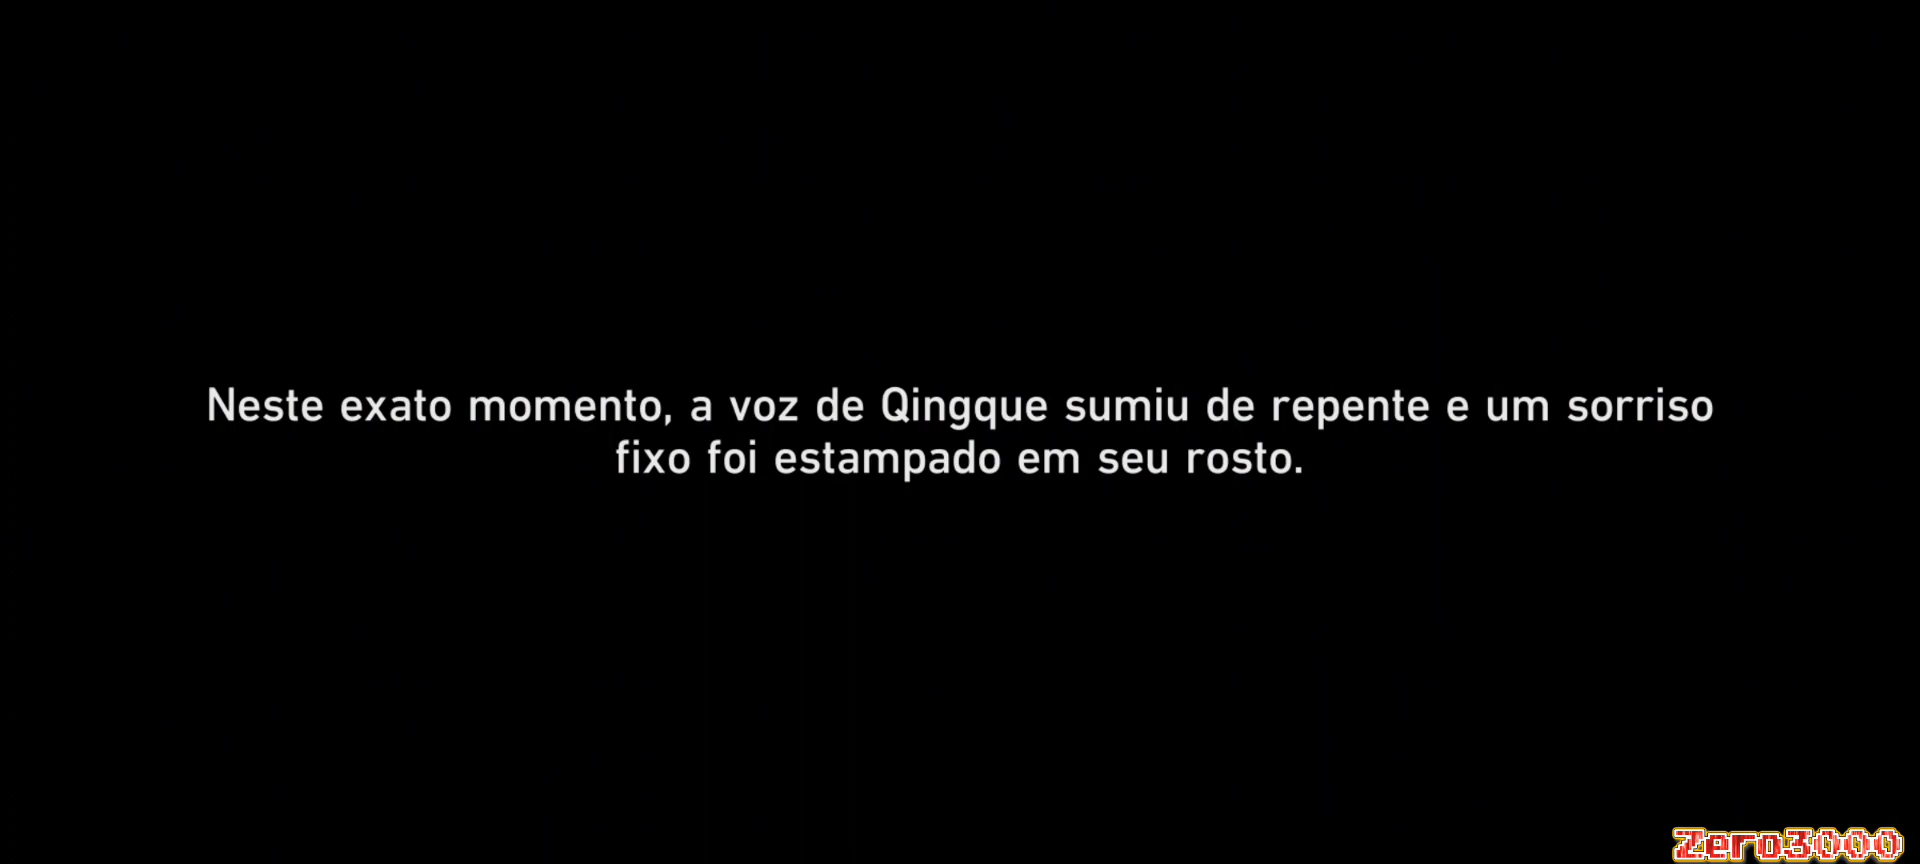 Neste exato momento, a voz de Qingque sumiu de repente e um sorriso
fixo foi estampado em seu rosto.
Zero3000